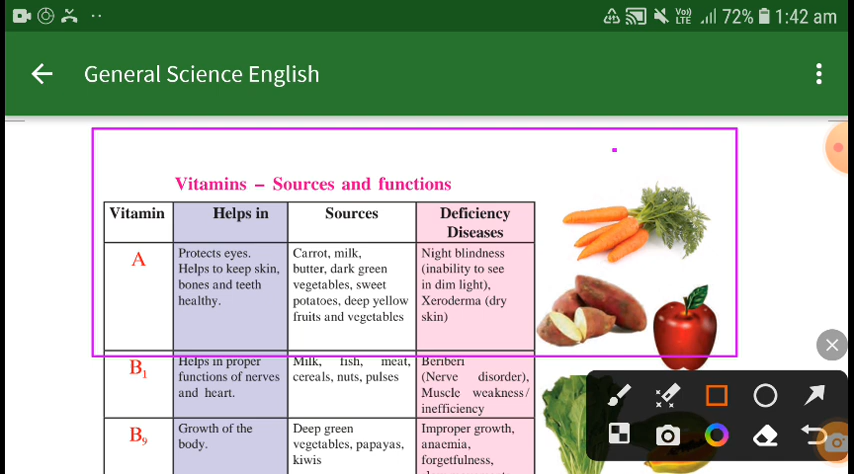 Vo))
LTE
72%
1:42 am
General Science English
Vitamins – Sources and functions
Vitamin
Helps in
Sources
Deficiency
Diseases
A
Protects eyes.
Helps to keep skin,
bones and teeth
healthy.
Carrot, milk,
butter, dark green
vegetables, sweet
potatoes, deep yellow
fruits and vegetables
Night blindness
(inability to see
in dim light),
Xeroderma (dry
skin)
B1
Helps in proper
functions of nerves
and heart.
Milk, fish, meat,
cereals, nuts, pulses
Beriberi
(Nerve disorder),
Muscle weakness/
inefficiency
B9
Growth of the
body.
Deep green
vegetables, papayas,
kiwis
Improper growth,
anaemia,
forgetfulness,